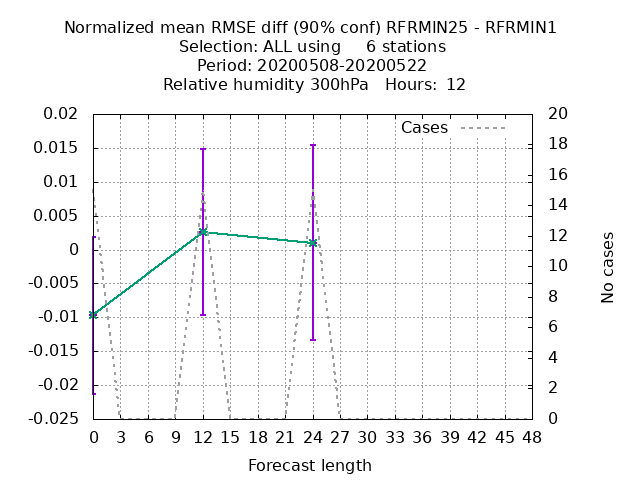 Normalized mean RMSE diff (90% conf) RFRMIN25 - RFRMIN1
Selection: ALL using     6 stations
Period: 20200508-20200522
Relative humidity 300hPa   Hours:  12
Cases
0.02
0.015
0.01
0.005
0
-0.005
-0.01
-0.015
-0.02
-0.025
20
18
16
14
12
10
8
6
4
2
0
No cases
0 3 6 9 12 15 18 21 24 27 30 33 36 39 42 45 48
Forecast length